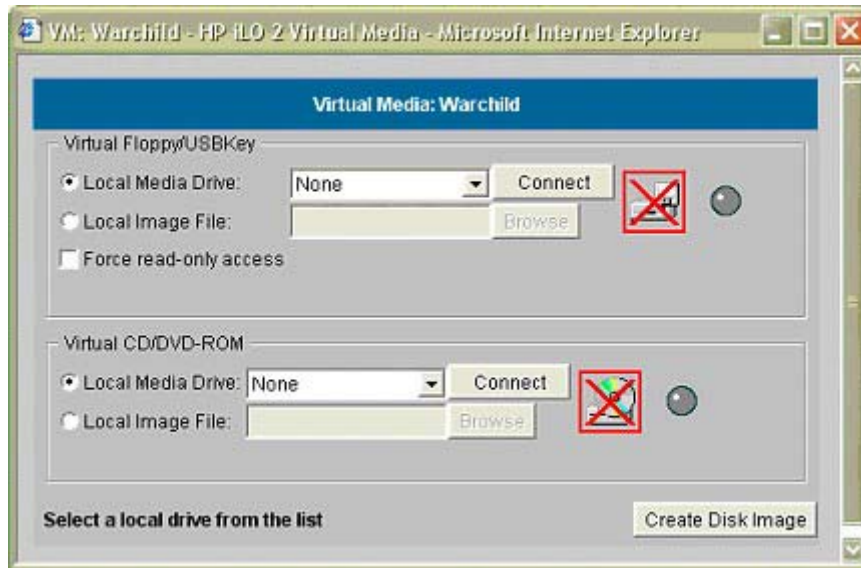 VM: Warchild - HP iLO 2 Virtual Media - Microsoft Internet Explorer
Virtual Media: Warchild
Virtual Floppy/USBKey
Local Media Drive: None Connect
Local Image File: Browse
Force read-only access
Virtual CD/DVD-ROM
Local Media Drive: None Connect
Local Image File: Browse
Select a local drive from the list Create Disk Image